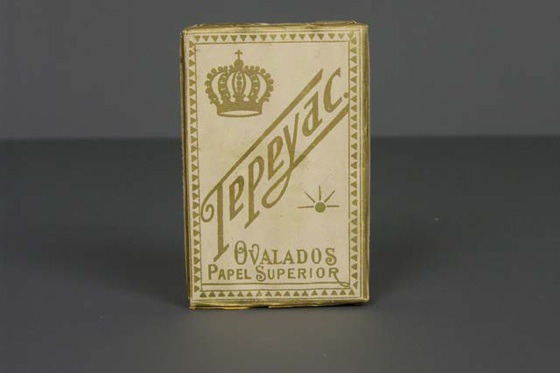 Tepeyac.
OVALADOS
PAPEL SUPERIOR